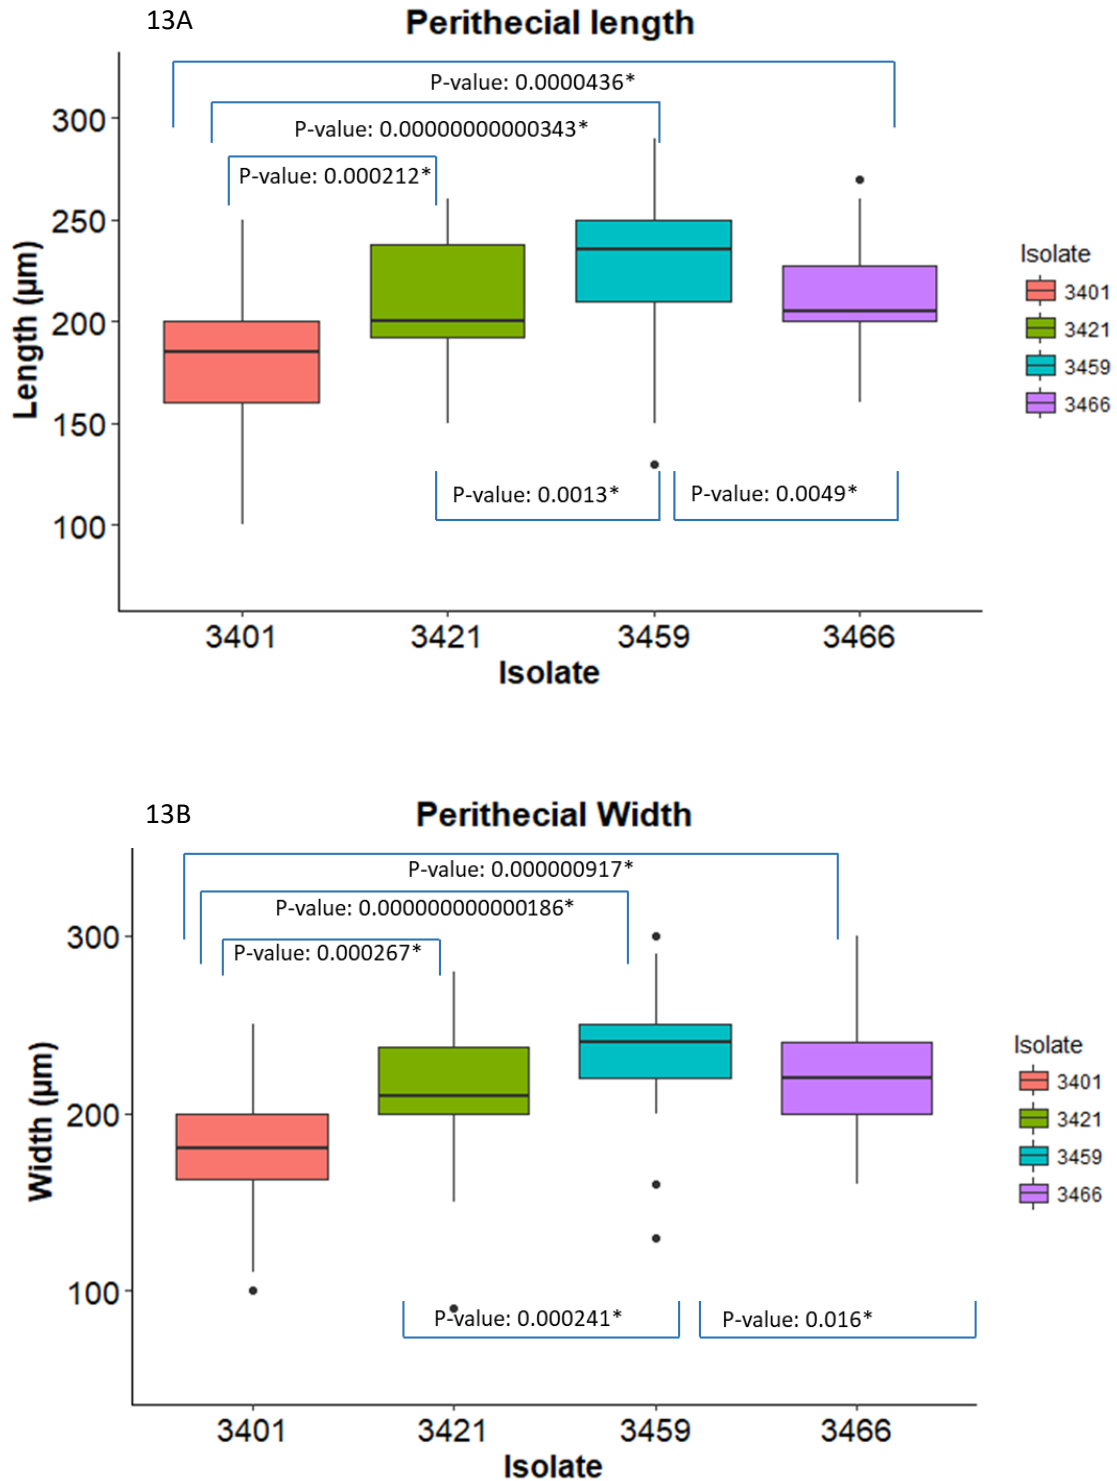 13A
Perithecial length
P-value: 0.0000436*
P-value: 0.00000000000343*
P-value: 0.000212*
300
250
200
150
100
Length (µm)
P-value: 0.0013*
P-value: 0.0049*
3401
3421
3459
3466
Isolate
Isolate
3401
3421
3459
3466
13B
Perithecial Width
P-value: 0.000000917*
P-value: 0.000000000000186*
P-value: 0.000267*
300
200
100
Width (µm)
P-value: 0.000241*
P-value: 0.016*
3401
3421
3459
3466
Isolate
Isolate
3401
3421
3459
3466